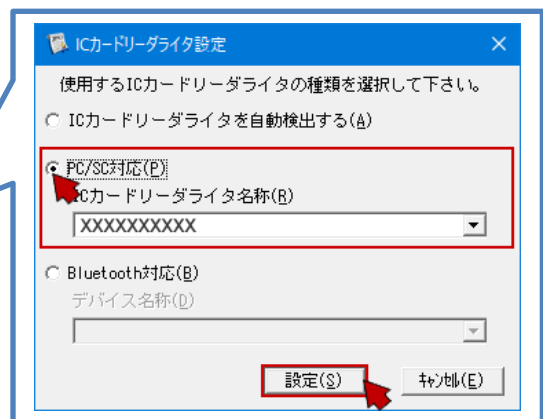 ICカードリーダライタ設定
使用するICカードリーダライタの種類を選択して下さい。
ICカードリーダライタを自動検出する(A)
PC/SC対応(P)
ICカードリーダライタ名称(R)
XXXXXXXXXX
Bluetooth対応(B)
デバイス名称(D)
設定(S)
ｷｬﾝｾﾙ(E)